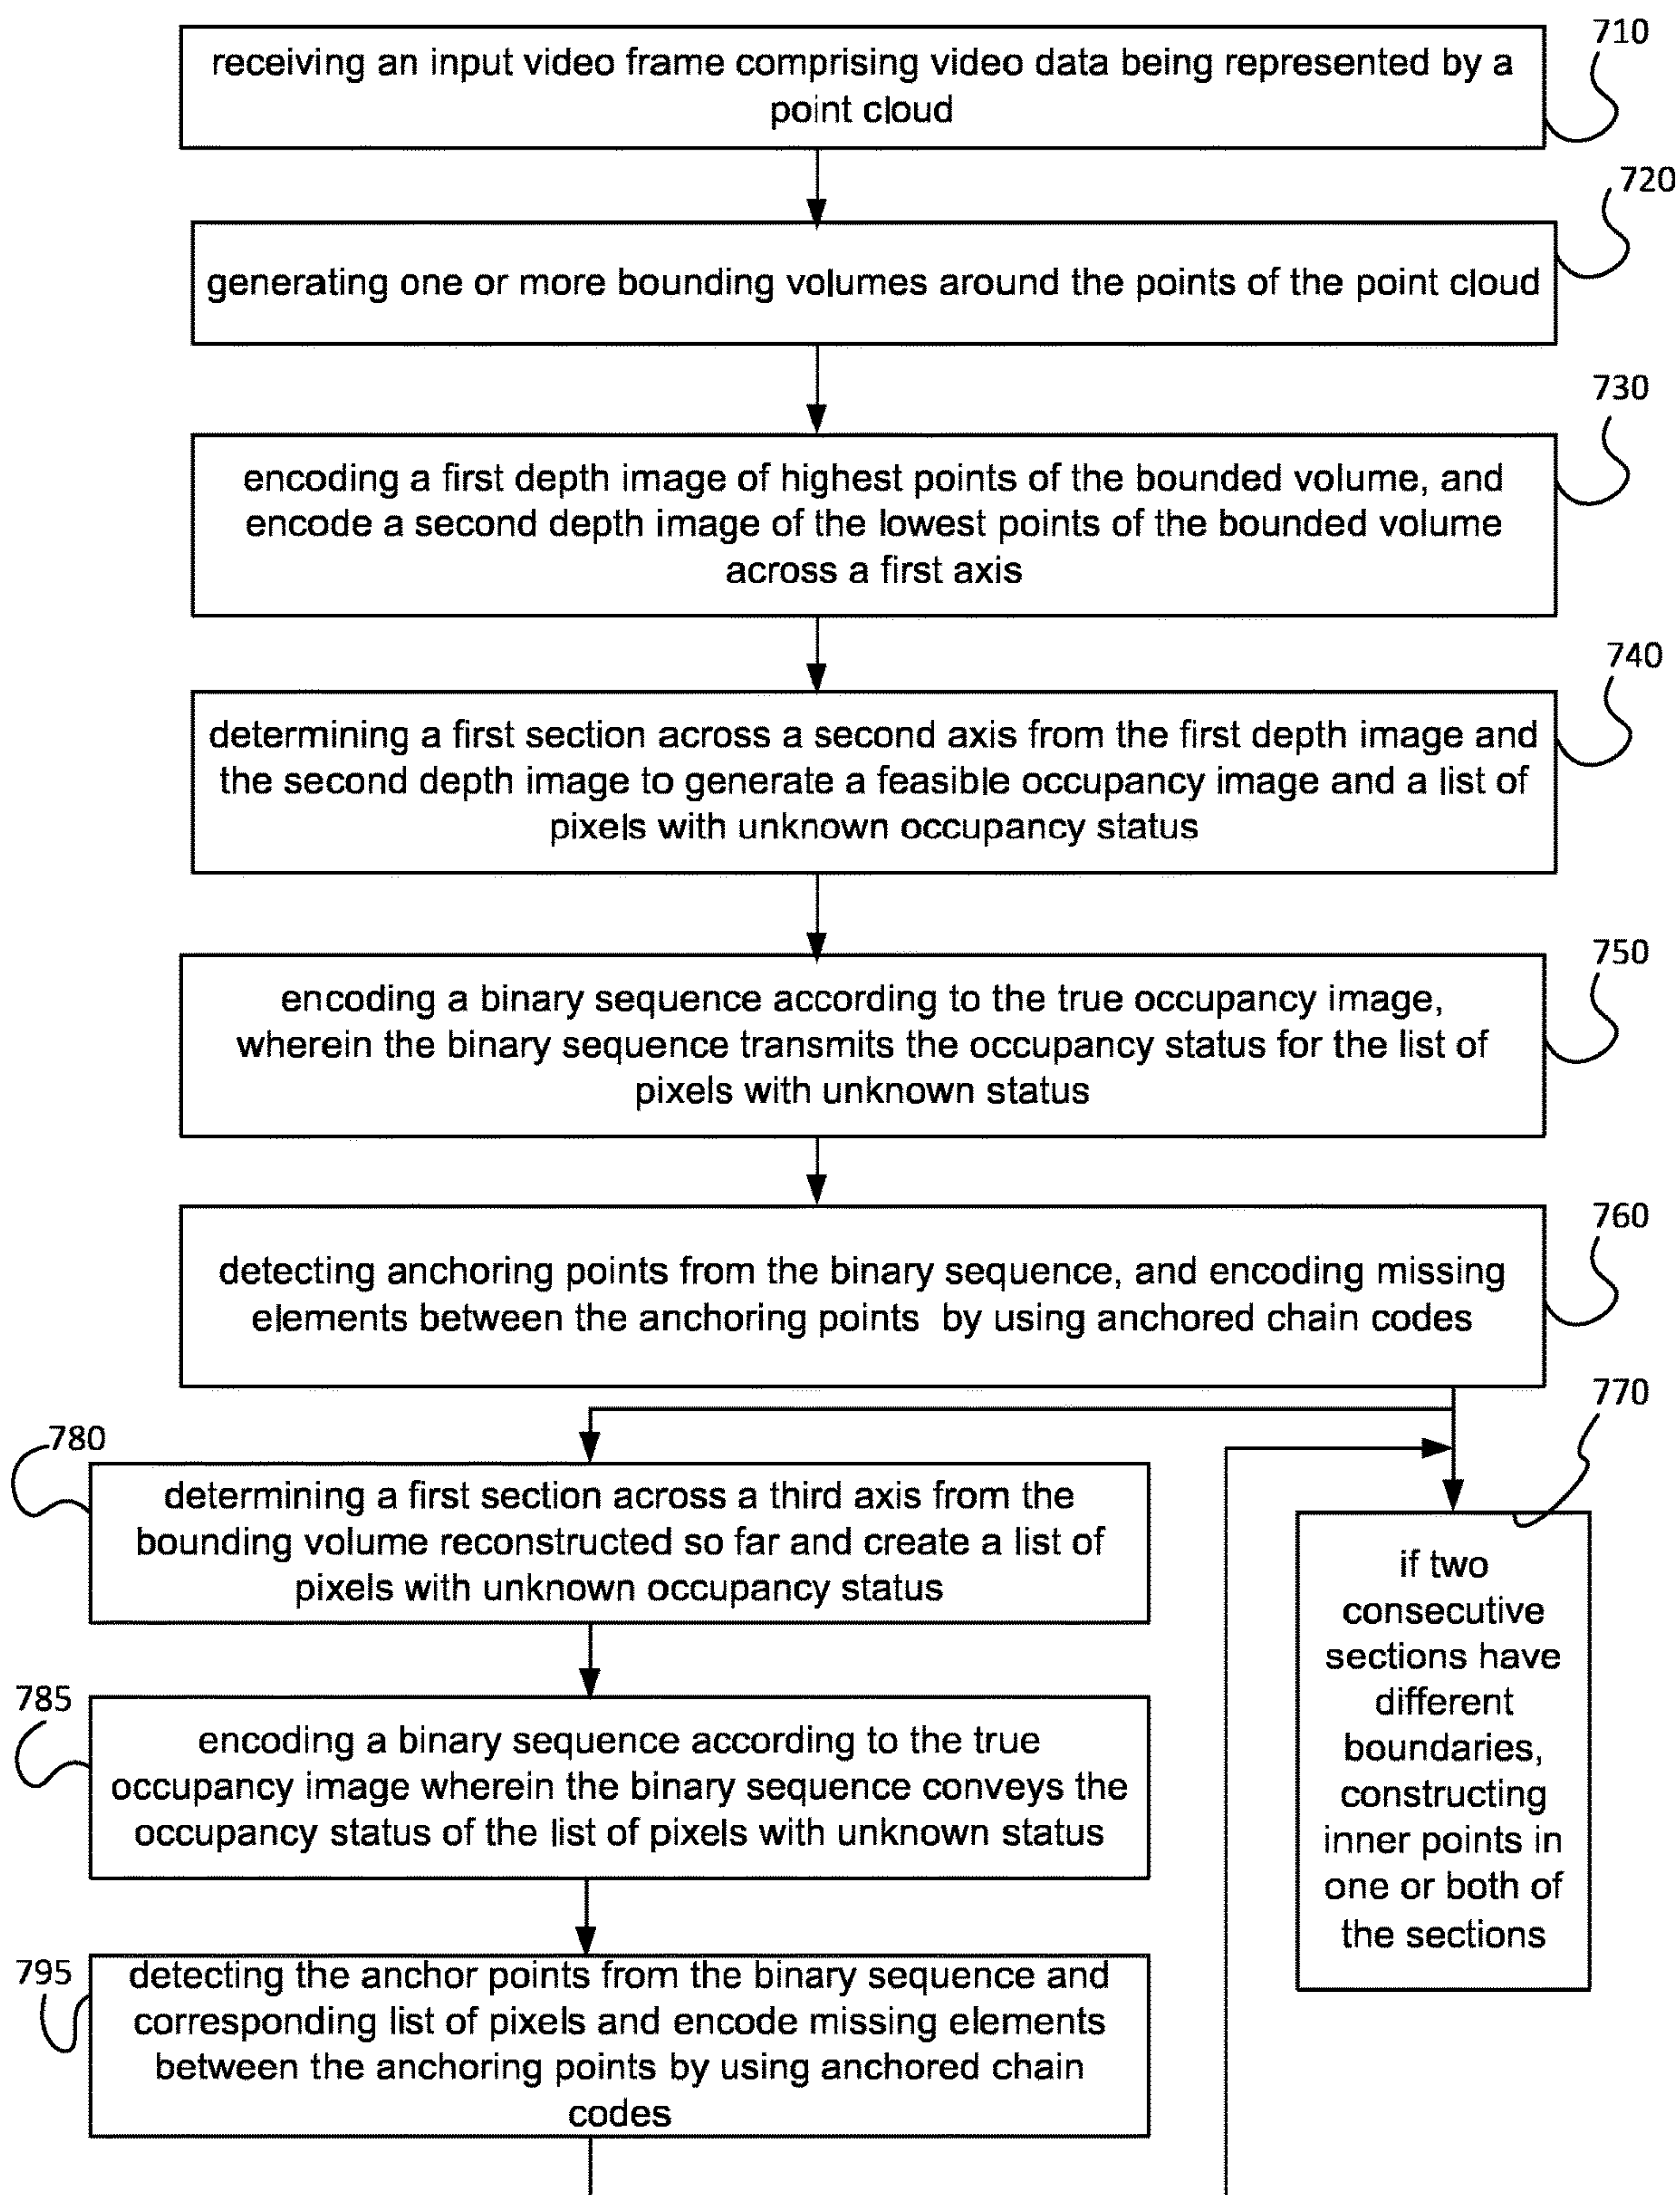 710
receiving an input video frame comprising video data being represented by a
point cloud
720
generating one or more bounding volumes around the points of the point cloud
730
encoding a first depth image of highest points of the bounded volume, and
encode a second depth image of the lowest points of the bounded volume
across a first axis
740
determining a first section across a second axis from the first depth image and
the second depth image to generate a feasible occupancy image and a list of
pixels with unknown occupancy status
750
encoding a binary sequence according to the true occupancy image,
wherein the binary sequence transmits the occupancy status for the list of
pixels with unknown status
760
detecting anchoring points from the binary sequence, and encoding missing
elements between the anchoring points by using anchored chain codes
770
if two
consecutive
sections have
different
boundaries,
constructing
inner points in
one or both of
the sections
780
determining a first section across a third axis from the
bounding volume reconstructed so far and create a list of
pixels with unknown occupancy status
785
encoding a binary sequence according to the true
occupancy image wherein the binary sequence conveys the
occupancy status of the list of pixels with unknown status
795
detecting the anchor points from the binary sequence and
corresponding list of pixels and encode missing elements
between the anchoring points by using anchored chain
codes